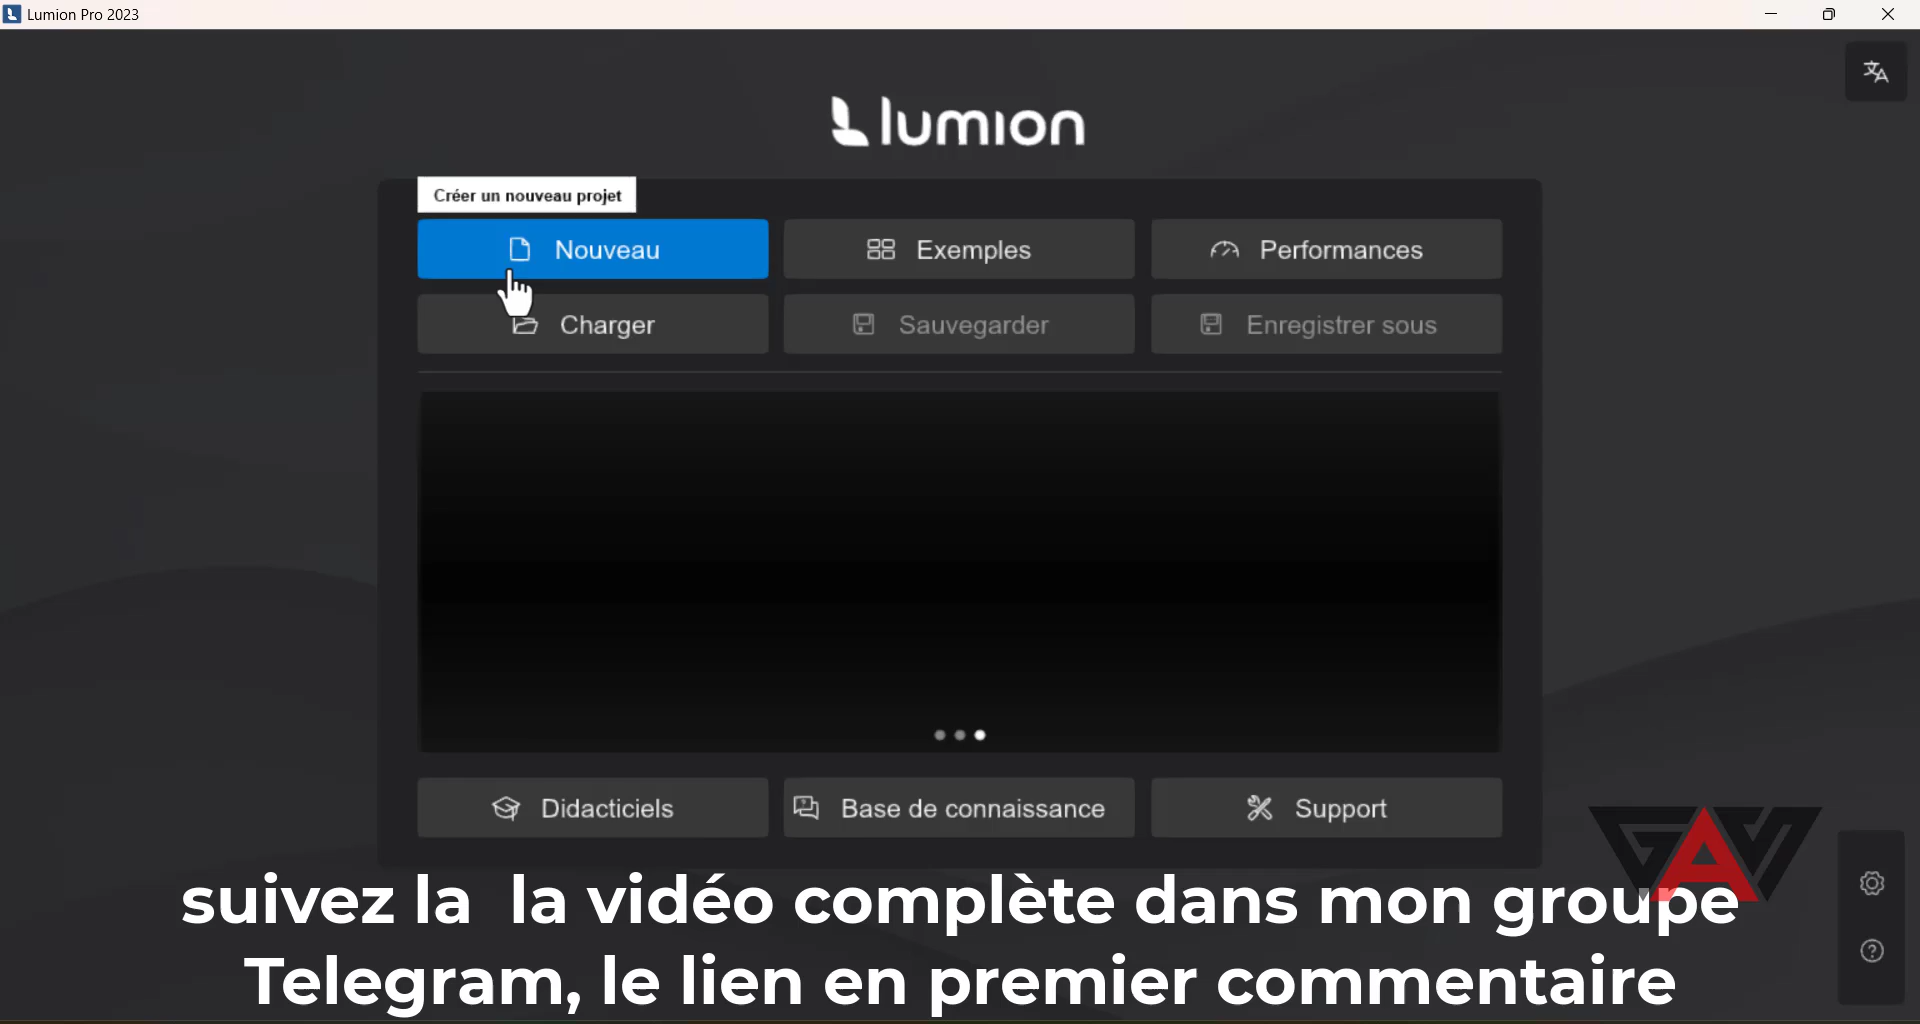 Lumion Pro 2023
lumion
Créer un nouveau projet
Nouveau
Exemples
Performances
Charger
Sauvegarder
Enregistrer sous
Didacticiels
Base de connaissance
Support
suivez la  la vidéo complète dans mon groupe
Telegram, le lien en premier commentaire